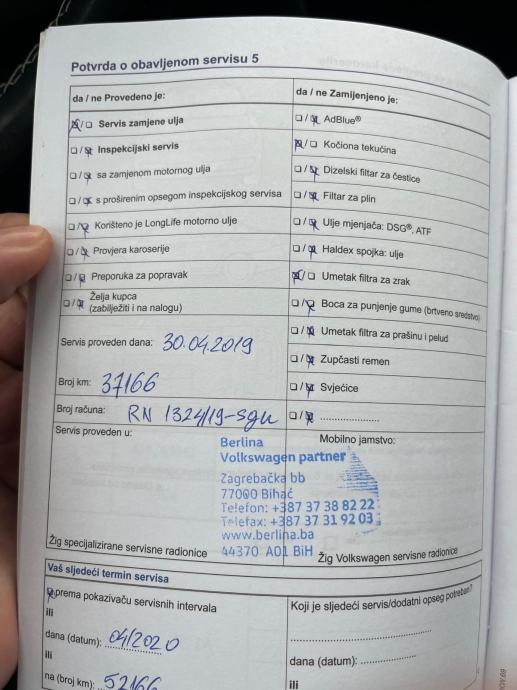 Potvrda o obavljenom servisu 5
da / ne Provedeno je:
☒/☐ Servis zamjene ulja
☐/☒ Inspekcijski servis
☐/☒ sa zamjenom motornog ulja
☐/☒ s proširenim opsegom inspekcijskog servisa
☐/☒ Korišteno je LongLife motorno ulje
☐/☒ Provjera karoserije
☐/☒ Preporuka za popravak
☐/☒ Želja kupca
(zabilježiti i na nalogu)
da / ne Zamijenjeno je:
☐/☒ AdBlue®
☒/☐ Kočiona tekućina
☐/☒ Dizelski filtar za čestice
☐/☒ Filtar za plin
☐/☒ Ulje mjenjača: DSG®, ATF
☐/☒ Haldex spojka: ulje
☒/☐ Umetak filtra za zrak
☐/☒ Boca za punjenje gume (brtveno sredstvo)
☐/☒ Umetak filtra za prašinu i pelud
☐/☒ Zupčasti remen
☐/☒ Svjećice
☐/☒ ....................
Servis proveden dana: 30.04.2019
Broj km: 37166
Broj računa: RN 1324/19-sgu
Servis proveden u:
Mobilno jamstvo:
Berlina
Volkswagen partner
Zagrebačka bb
77000 Bihać
Telefon: +387 37 38 82 22
Telefax: +387 37 31 92 03
www.berlina.ba
44370 A01 BiH
Žig specijalizirane servisne radionice
Žig Volkswagen servisne radionice
Vaš sljedeći termin servisa
☒ prema pokazivaču servisnih intervala
ili
dana (datum): 04/2020
ili
na (broj km): 52166
Koji je sljedeći servis/dodatni opseg potreban?
dana (datum): ....................
ili